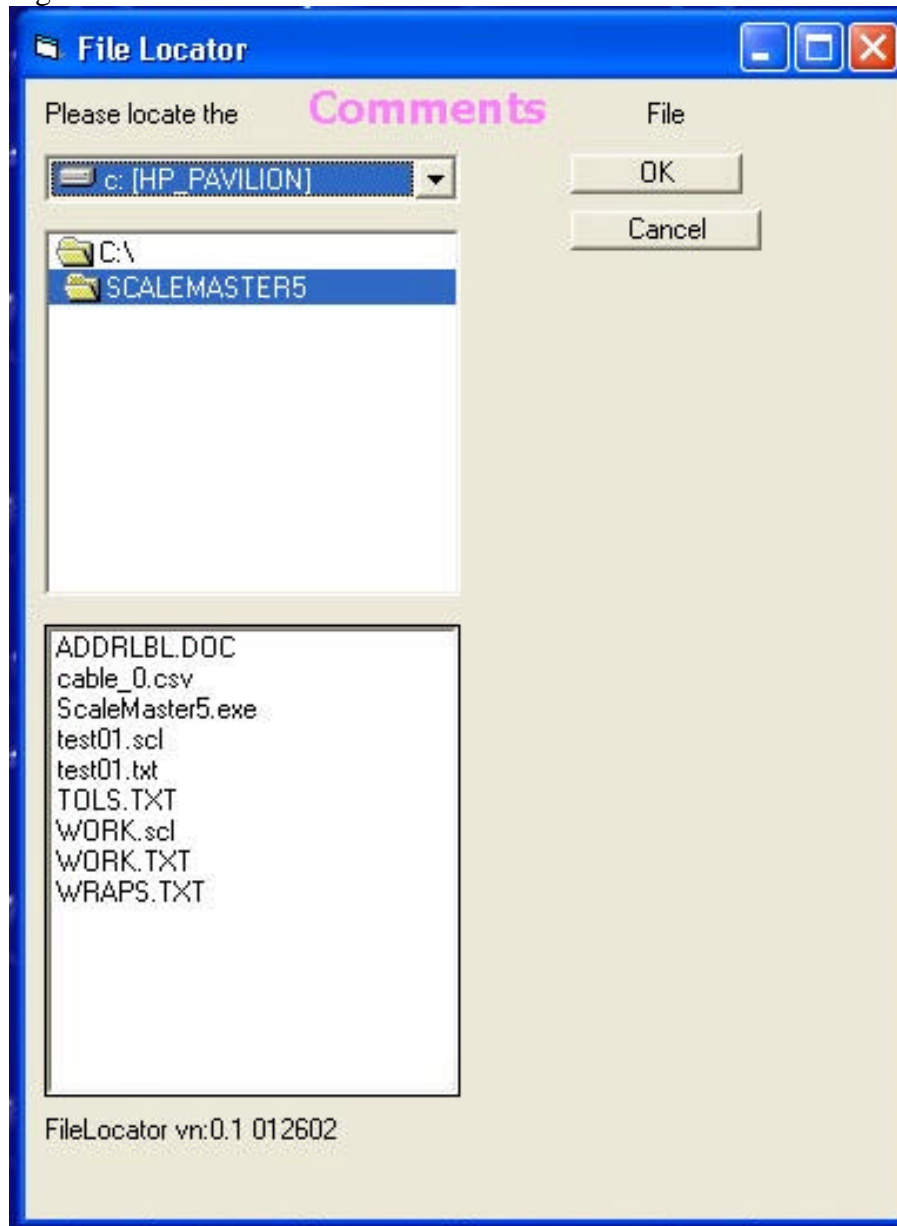 File Locator
Please locate the Comments File
c: [HP_PAVILION]
OK
Cancel
C:\
SCALEMASTER5
ADDRLBL.DOC
cable_0.csv
ScaleMaster5.exe
test01.scl
test01.txt
TOLS.TXT
WORK.scl
WORK.TXT
WRAPS.TXT
FileLocator vn:0.1 012602